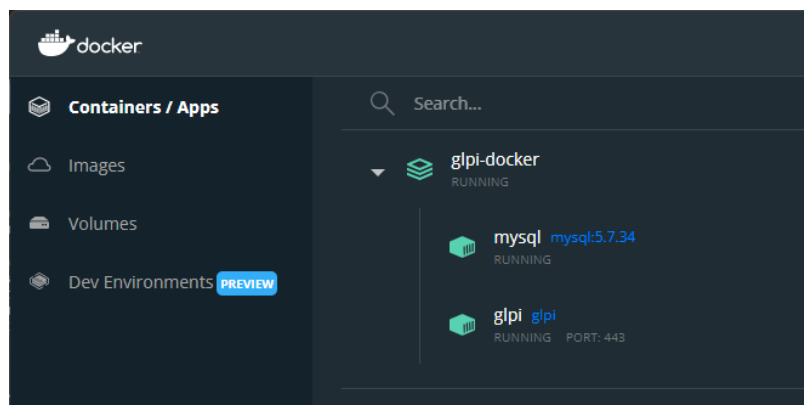 docker
Containers / Apps
Images
Volumes
Dev Environments PREVIEW
Search...
glpi-docker
RUNNING
mysql mysql:5.7.34
RUNNING
glpi glpi
RUNNING PORT: 443